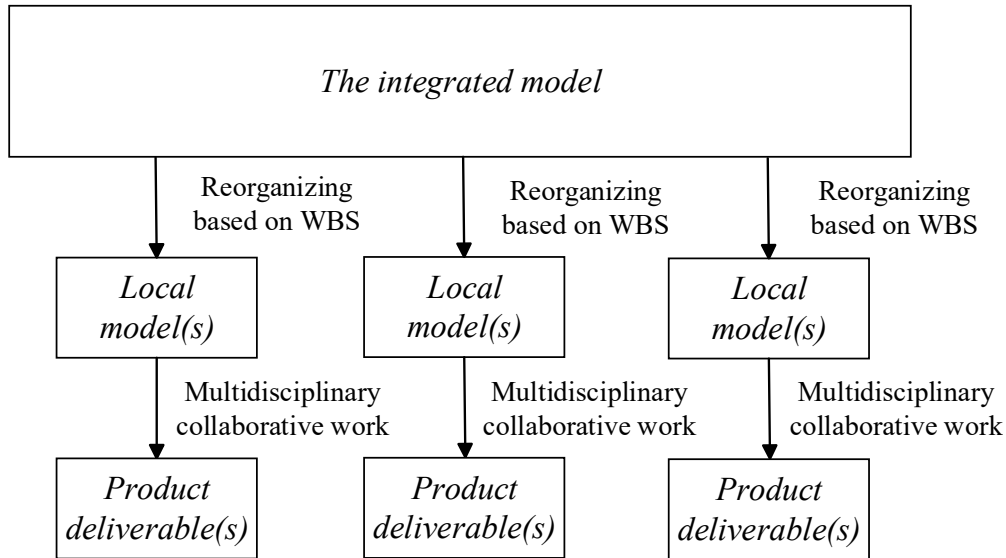 The integrated model
Reorganizing
based on WBS
Reorganizing
based on WBS
Reorganizing
based on WBS
Local
model(s)
Local
model(s)
Local
model(s)
Multidisciplinary
collaborative work
Multidisciplinary
collaborative work
Multidisciplinary
collaborative work
Product
deliverable(s)
Product
deliverable(s)
Product
deliverable(s)